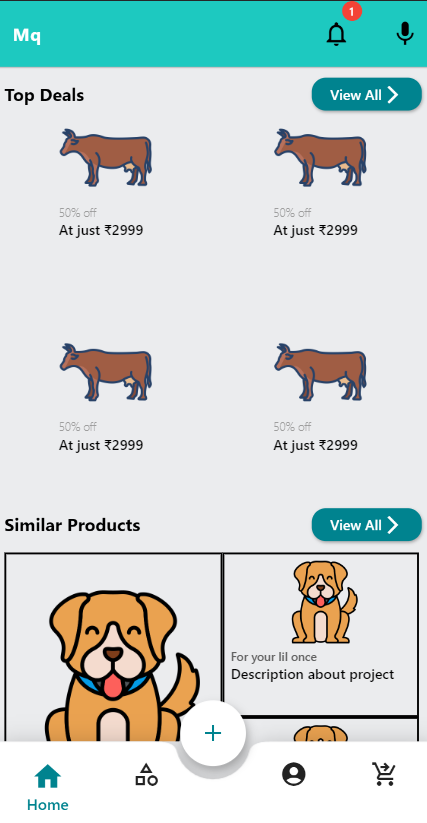 Mq
1
Top Deals
View All
50% off
50% off
At just ₹2999
At just ₹2999
50% off
50% off
At just ₹2999
At just ₹2999
Similar Products
View All
For your lil once
Description about project
Home